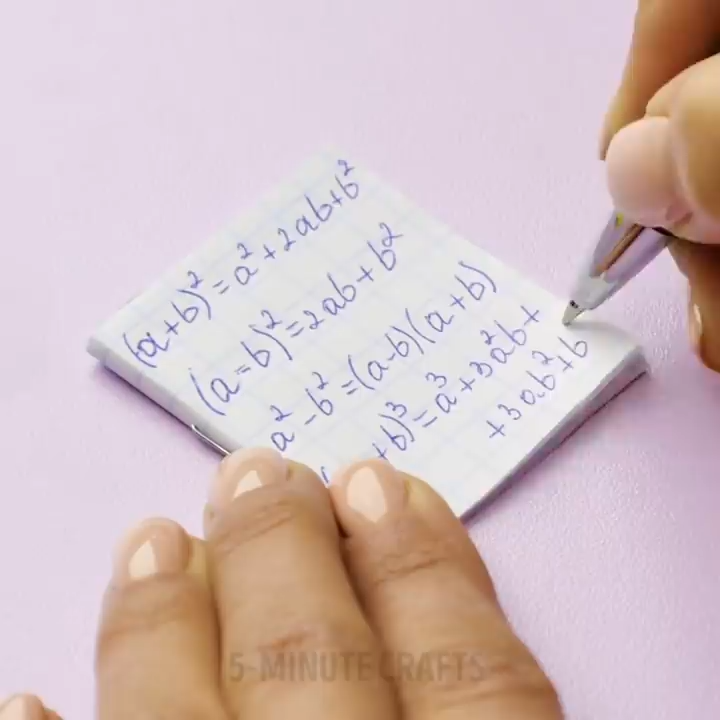 (a+b)²=a²+2ab+b²
(a-b)²=2ab+b²
a²-b²=(a-b)(a+b)
+b)³=a³+3a²b+
+3ab²+b
5-MINUTE CRAFTS